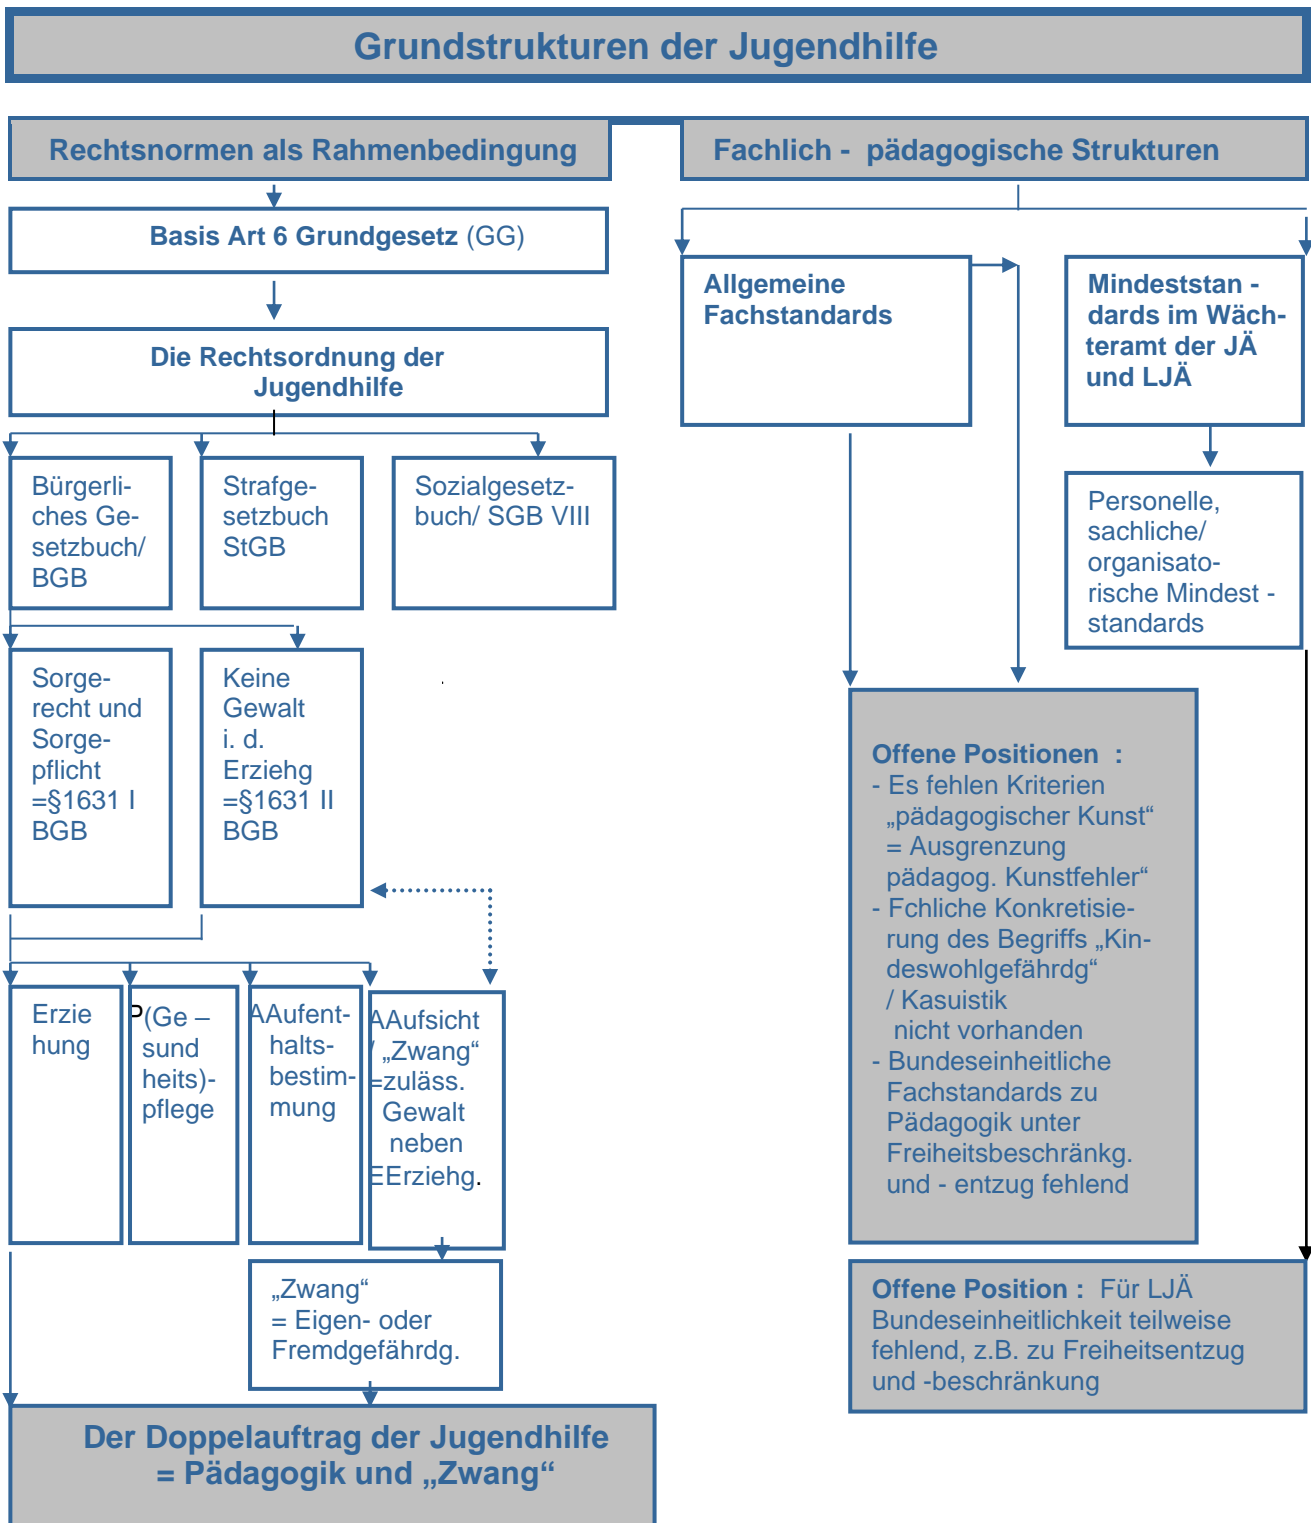 Grundstrukturen der Jugendhilfe
Rechtsnormen als Rahmenbedingung
Fachlich - pädagogische Strukturen
Basis Art 6 Grundgesetz (GG)
Die Rechtsordnung der
Jugendhilfe
Bürgerli-
ches Ge-
setzbuch/
BGB
Strafge-
setzbuch
StGB
Sozialgesetz-
buch/ SGB VIII
Sorge-
recht und
Sorge-
pflicht
=§1631 I
BGB
Keine
Gewalt
i. d.
Erziehg
=§1631 II
BGB
Erzie
hung
P(Ge –
sund
heits)-
pflege
AAufent-
halts-
bestim-
mung
AAufsicht
/ „Zwang“
=zuläss.
Gewalt
neben
EErziehg.
„Zwang“
= Eigen- oder
Fremdgefährdg.
Der Doppelauftrag der Jugendhilfe
= Pädagogik und „Zwang“
Allgemeine
Fachstandards
Mindeststan -
dards im Wäch-
teramt der JÄ
und LJÄ
Personelle,
sachliche/
organisato-
rische Mindest -
standards
Offene Positionen :
- Es fehlen Kriterien
„pädagogischer Kunst“
= Ausgrenzung
pädagog. Kunstfehler“
- Fchliche Konkretisie-
rung des Begriffs „Kin-
deswohlgefährdg“
/ Kasuistik
nicht vorhanden
- Bundeseinheitliche
Fachstandards zu
Pädagogik unter
Freiheitsbeschränkg.
und - entzug fehlend
Offene Position : Für LJÄ
Bundeseinheitlichkeit teilweise
fehlend, z.B. zu Freiheitsentzug
und -beschränkung